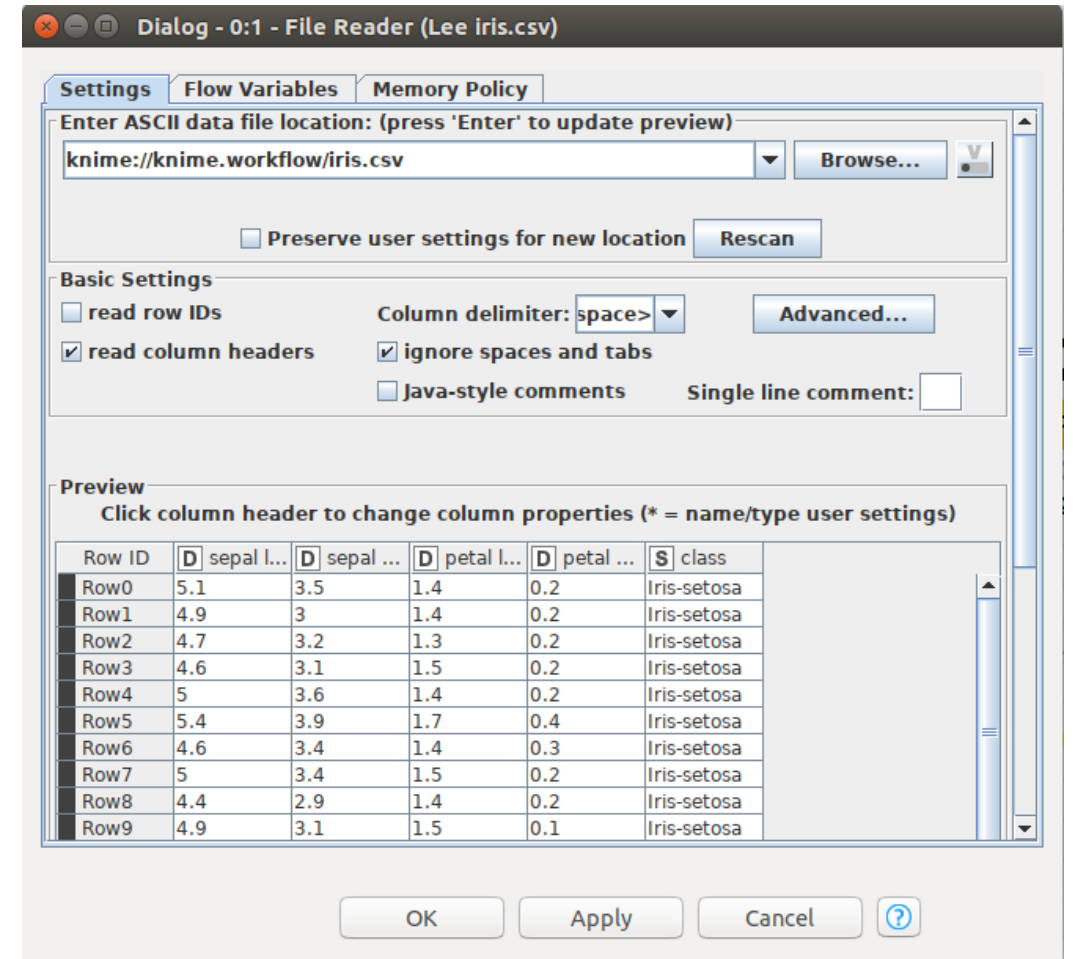 Dialog - 0:1 - File Reader (Lee iris.csv)
Settings Flow Variables Memory Policy
Enter ASCII data file location: (press 'Enter' to update preview)
knime://knime.workflow/iris.csv Browse... V
Preserve user settings for new location Rescan
Basic Settings
read row IDs Column delimiter: space> Advanced...
read column headers ignore spaces and tabs
Java-style comments Single line comment:
Preview
Click column header to change column properties (* = name/type user settings)
Row ID D sepal l... D sepal ... D petal l... D petal ... S class
Row0 5.1 3.5 1.4 0.2 Iris-setosa
Row1 4.9 3 1.4 0.2 Iris-setosa
Row2 4.7 3.2 1.3 0.2 Iris-setosa
Row3 4.6 3.1 1.5 0.2 Iris-setosa
Row4 5 3.6 1.4 0.2 Iris-setosa
Row5 5.4 3.9 1.7 0.4 Iris-setosa
Row6 4.6 3.4 1.4 0.3 Iris-setosa
Row7 5 3.4 1.5 0.2 Iris-setosa
Row8 4.4 2.9 1.4 0.2 Iris-setosa
Row9 4.9 3.1 1.5 0.1 Iris-setosa
OK Apply Cancel ?